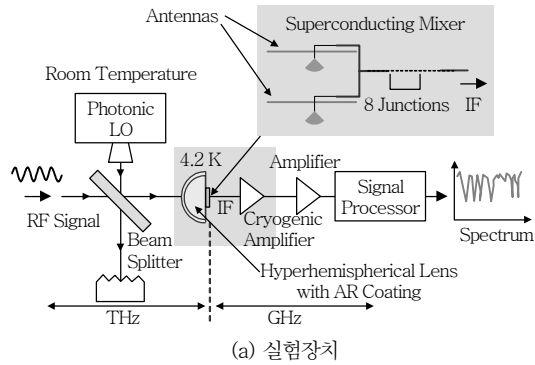 Antennas
Superconducting Mixer
8 Junctions
IF
Room Temperature
Photonic
LO
4.2 K
Amplifier
RF Signal
IF
Cryogenic
Amplifier
Signal
Processor
Spectrum
Beam
Splitter
Hyperhemispherical Lens
with AR Coating
THz
GHz
(a) 실험장치